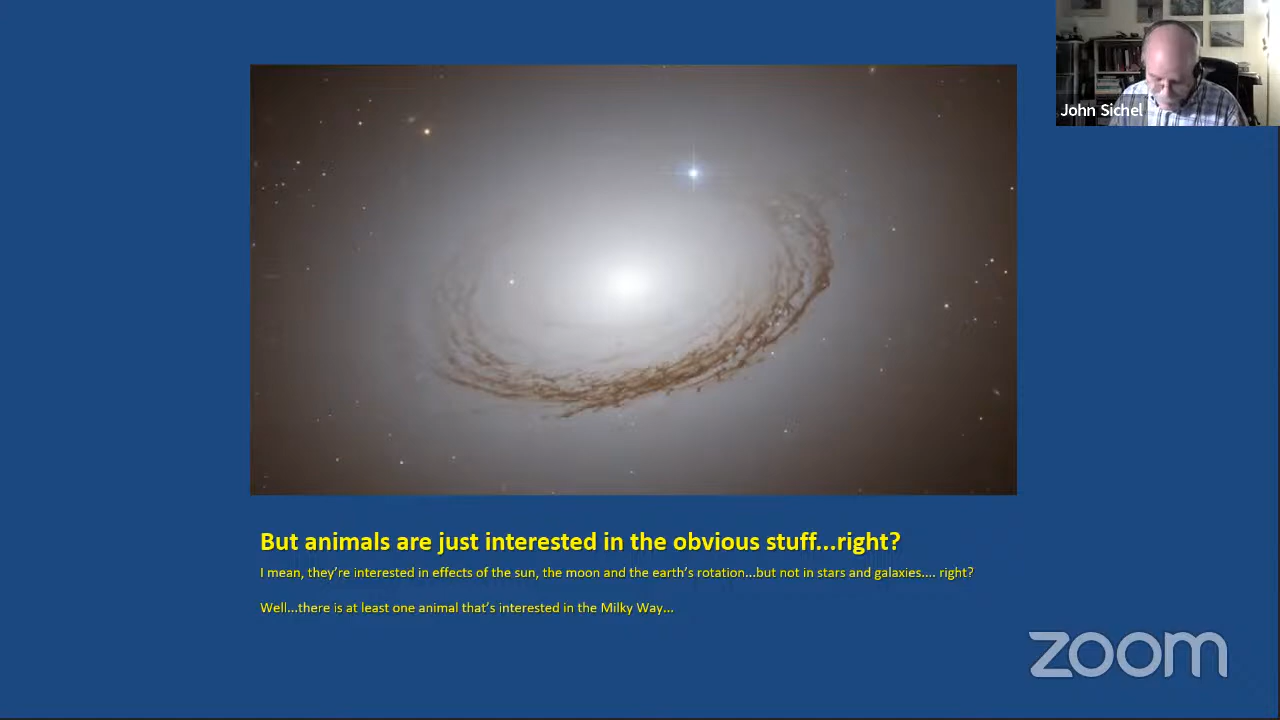 John Sichel
But animals are just interested in the obvious stuff...right?
I mean, they're interested in effects of the sun, the moon and the earth's rotation...but not in stars and galaxies.... right?
Well...there is at least one animal that's interested in the Milky Way...
zoom